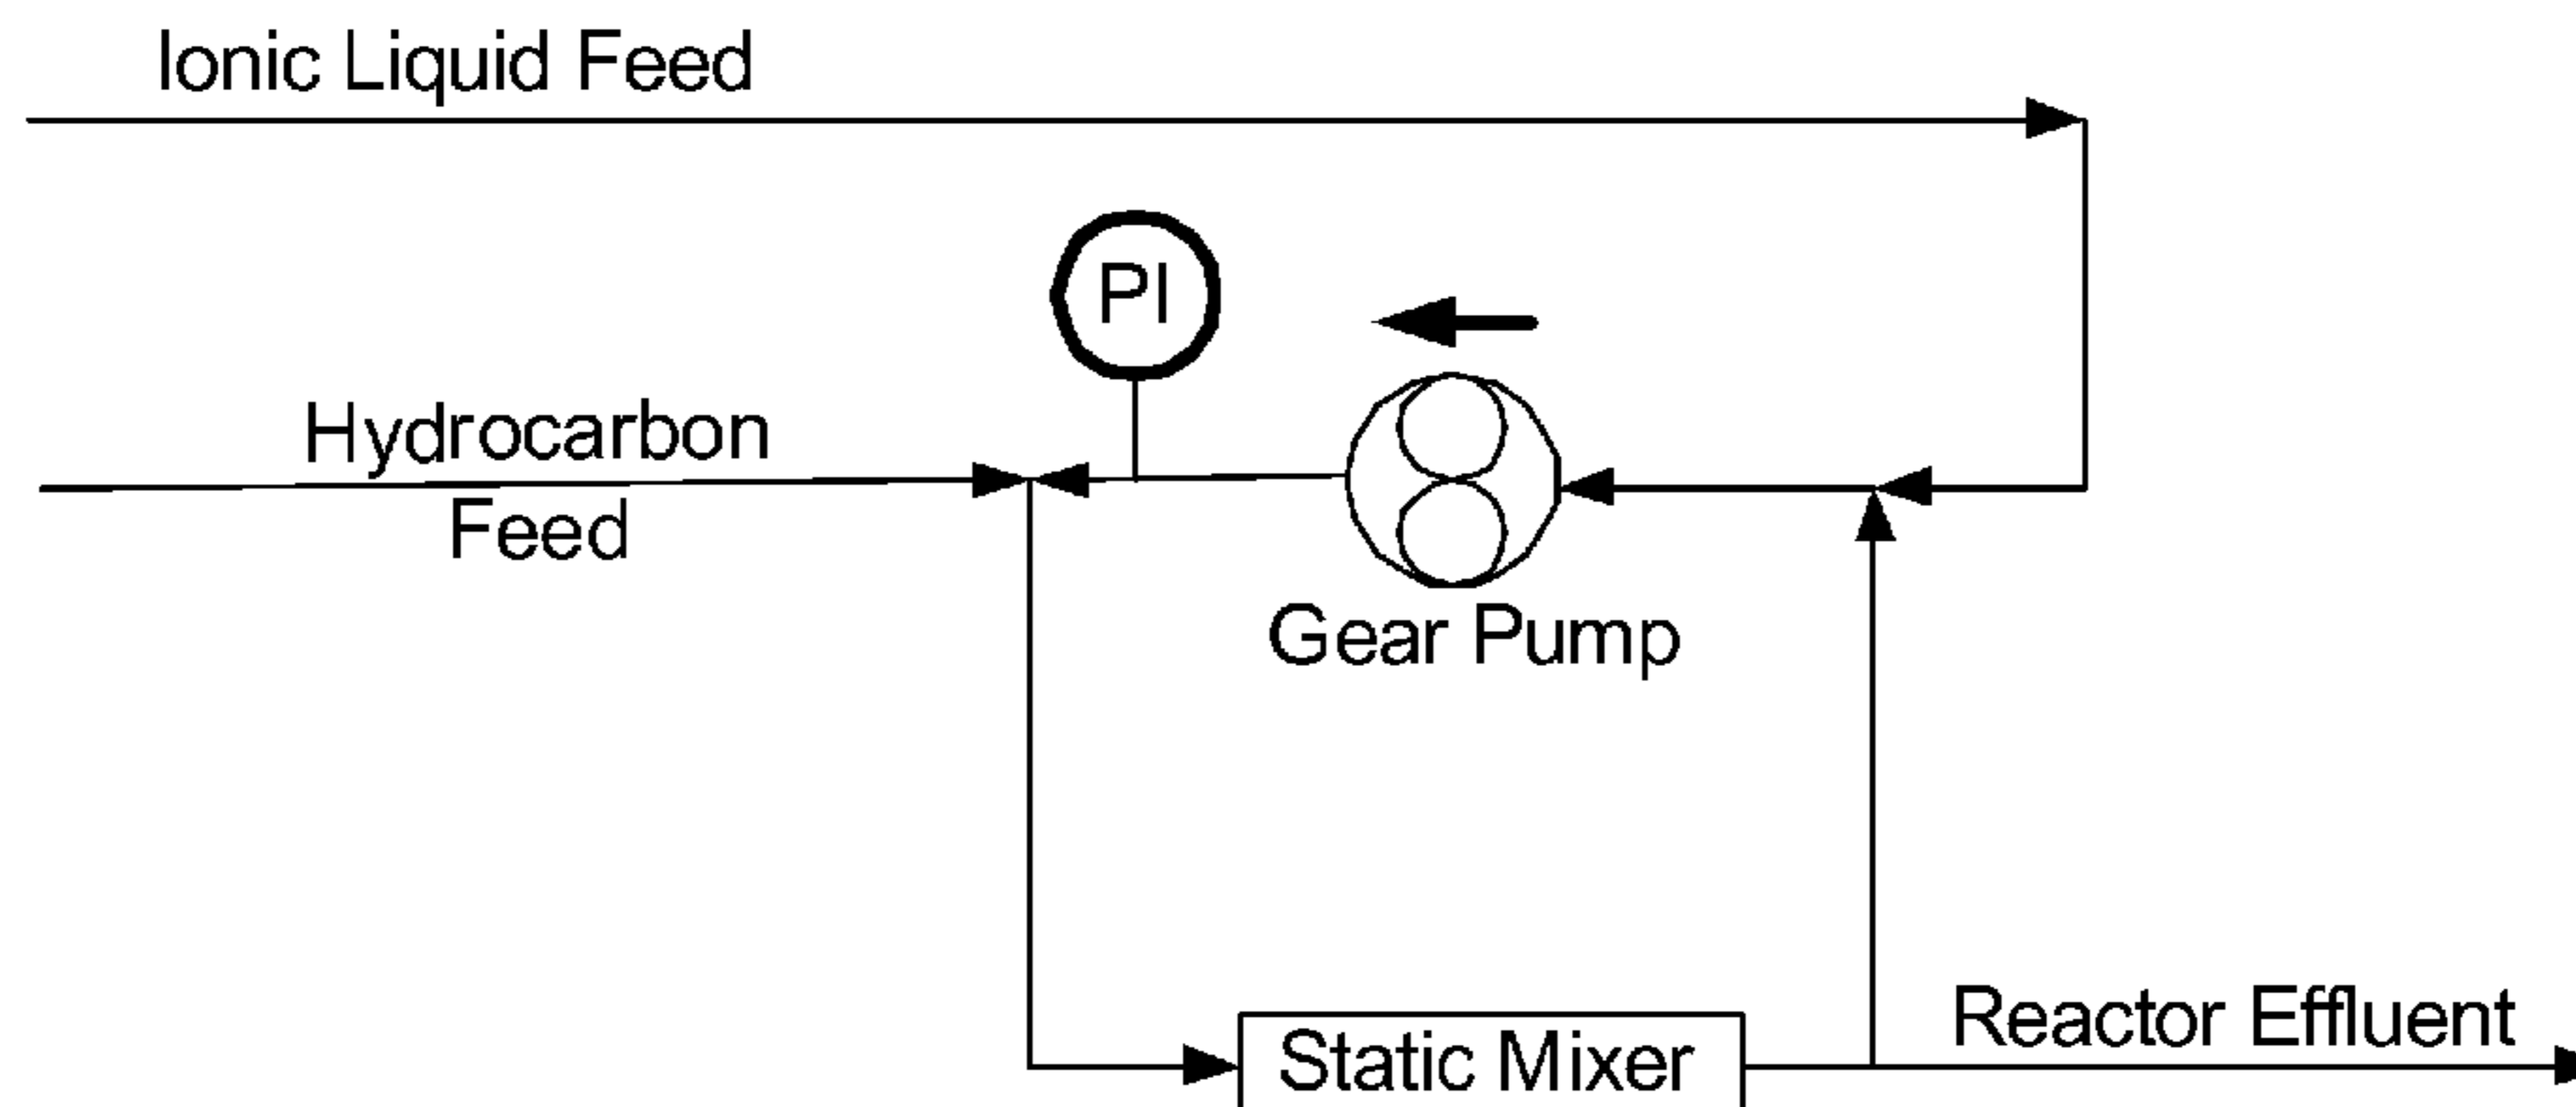 Ionic Liquid Feed
PI
Hydrocarbon
Feed
Gear Pump
Reactor Effluent
Static Mixer